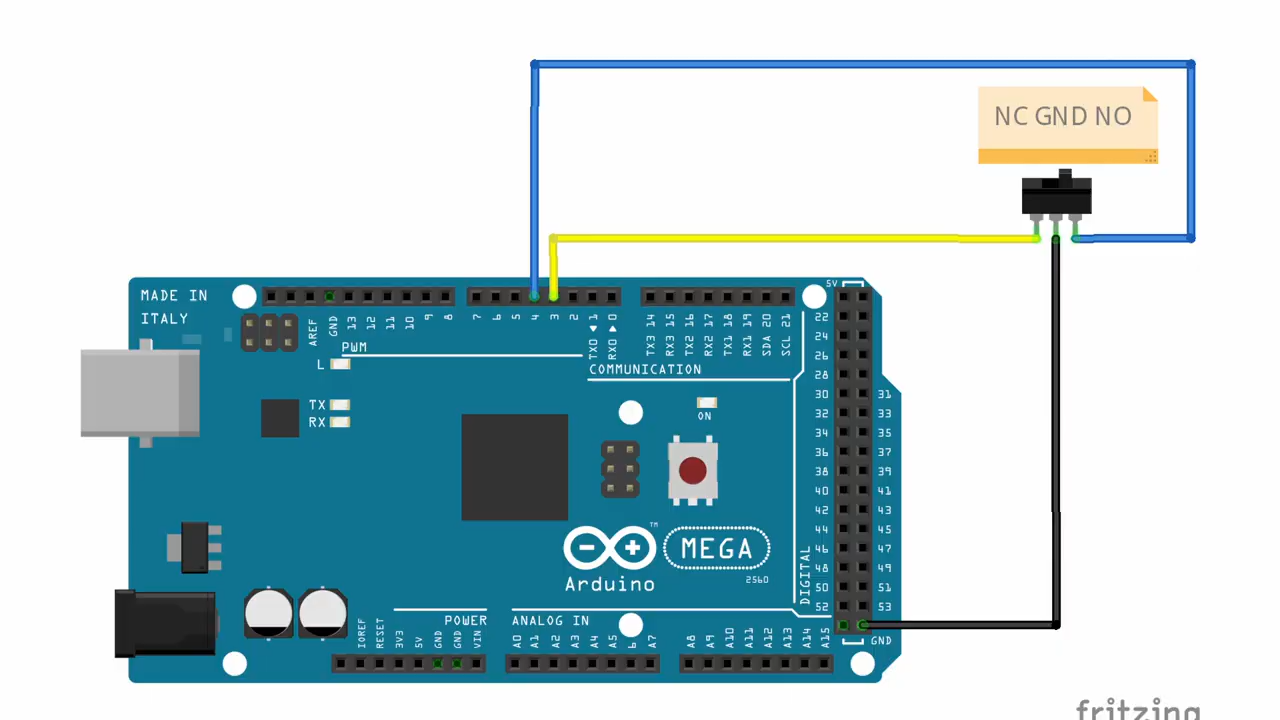 NC GND NO
MADE IN
ITALY
AREF
GND
13
12
11
10
9
8
7
6
5
4
3
2
TX0 1
RX0 0
TX3 14
RX3 15
TX2 16
RX2 17
TX1 18
RX1 19
SDA 20
SCL 21
5V
PWM
COMMUNICATION
L
TX
RX
ON
22
24
26
28
30 31
32 33
34 35
36 37
38 39
40 41
42 43
44 45
46 47
48 49
50 51
52 53
GND
DIGITAL
TM
Arduino
MEGA
2560
POWER
ANALOG IN
IOREF
RESET
3V3
5V
GND
GND
VIN
A0
A1
A2
A3
A4
A5
6
A7
A8
A9
A10
A11
A12
A13
A14
A15
fritzing